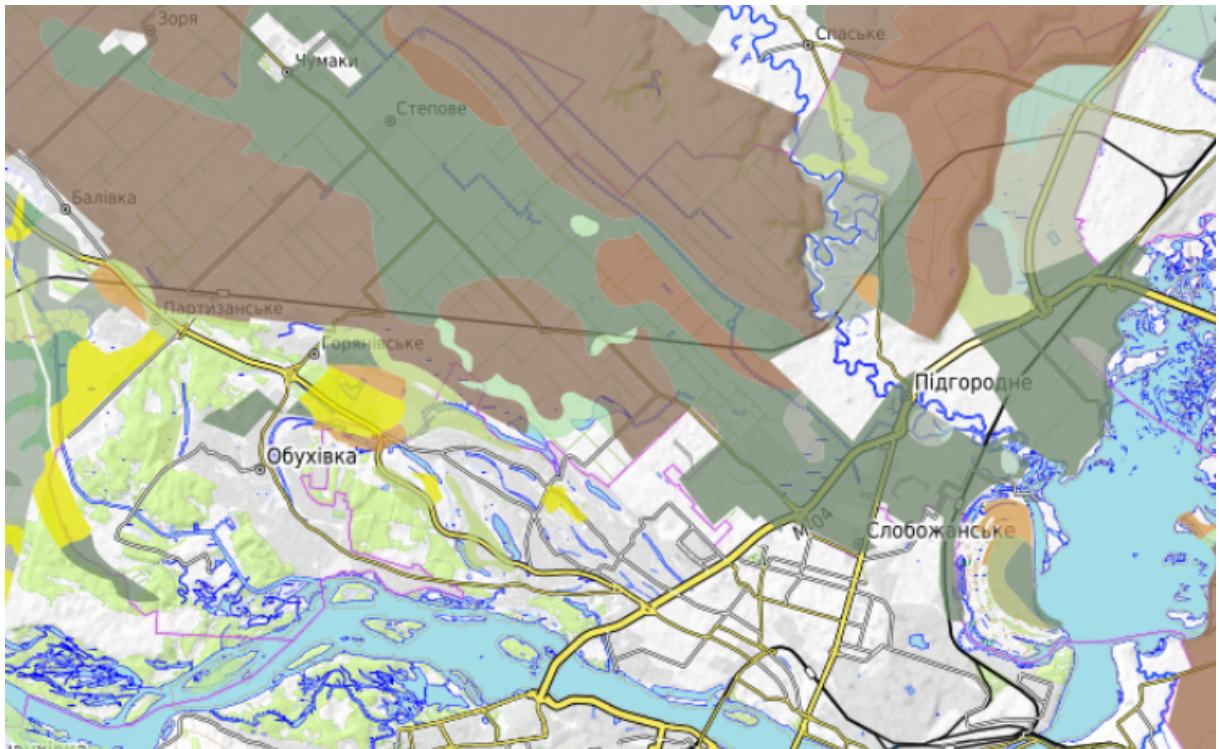 Зоря
Спаське
Чумаки
Степове
Балівка
Партизанське
Горянівське
Підгородне
Обухівка
М-04
Слобожанське